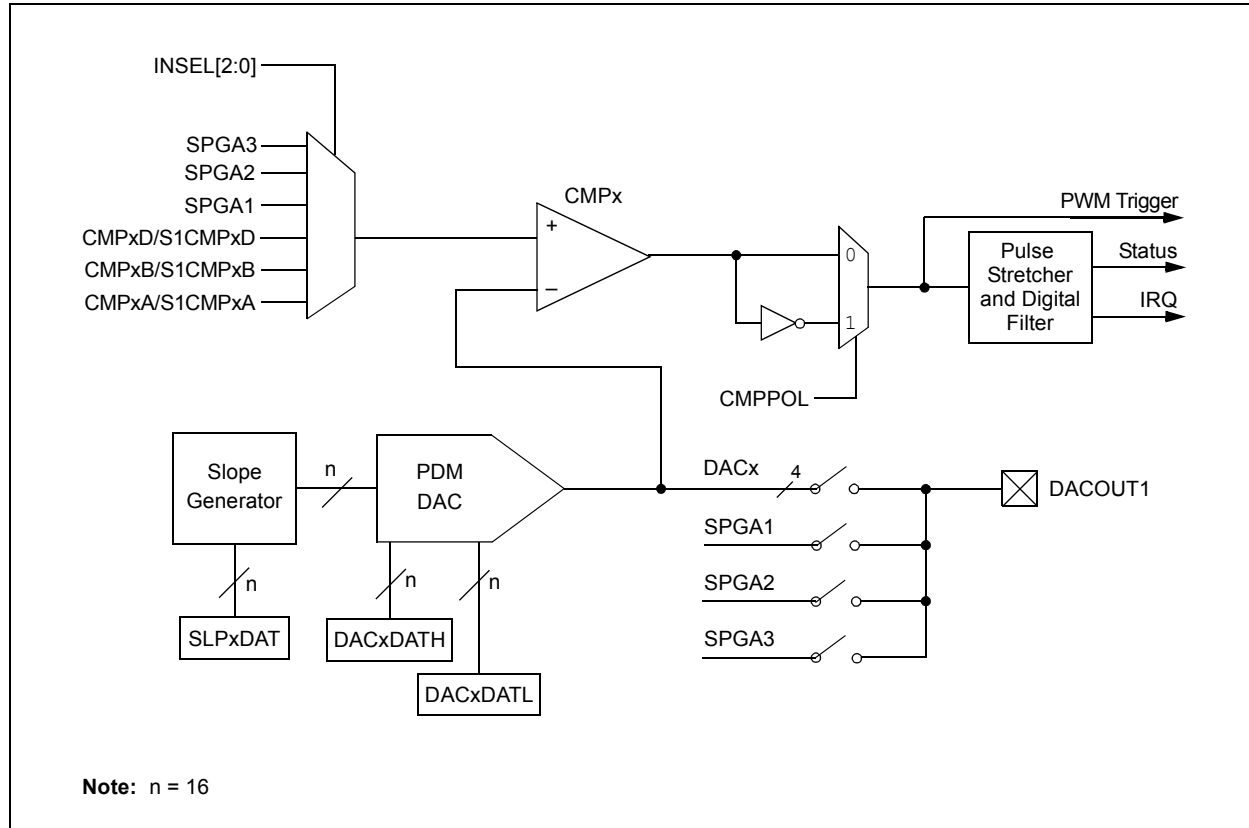 INSEL[2:0]
SPGA3
SPGA2
SPGA1
CMPxD/S1CMPxD
CMPxB/S1CMPxB
CMPxA/S1CMPxA
CMPx
+
–
0
1
CMPPOL
PWM Trigger
Pulse
Stretcher
and Digital
Filter
Status
IRQ
Slope
Generator
n
PDM
DAC
n
n
n
SLPxDAT
DACxDATH
DACxDATL
DACx
4
SPGA1
SPGA2
SPGA3
DACOUT1
Note: n = 16